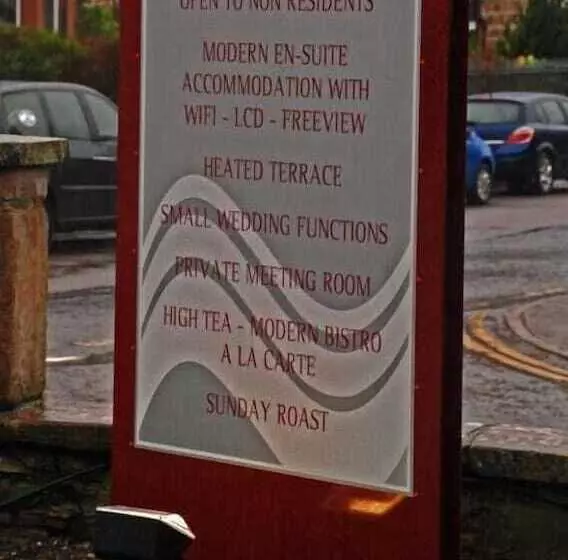 OPEN TO NON RESIDENTS
MODERN EN-SUITE
ACCOMMODATION WITH
WIFI - LCD - FREEVIEW
HEATED TERRACE
SMALL WEDDING FUNCTIONS
PRIVATE MEETING ROOM
HIGH TEA - MODERN BISTRO
A LA CARTE
SUNDAY ROAST